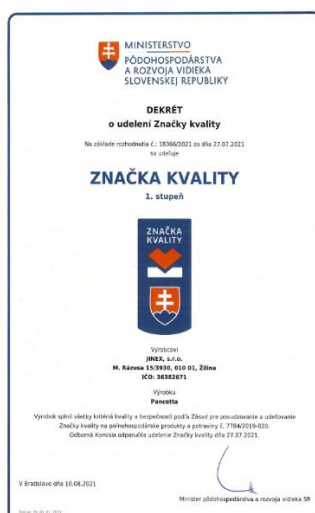 MINISTERSTVO
PÔDOHOSPODÁRSTVA
A ROZVOJA VIDIEKA
SLOVENSKEJ REPUBLIKY
DEKRÉT
o udelení Značky kvality
Na základe rozhodnutia č.: 18366/2021 zo dňa 27.07.2021
sa udeľuje
ZNAČKA KVALITY
1. stupeň
ZNAČKA
KVALITY
Výrobcovi
JINEX, s.r.o.
M. Rázusa 15/3930, 010 01, Žilina
IČO: 36382671
Výrobku
Pancetta
Výrobok splnil všetky kritériá kvality a bezpečnosti podľa Zásad pre posudzovanie a udeľovanie
Značky kvality na poľnohospodárske produkty a potraviny č. 7784/2019-820.
Odborná Komisia odporučila udelenie Značky kvality dňa 27.07.2021.
V Bratislave dňa 10.08.2021
Minister pôdohospodárstva a rozvoja vidieka SR